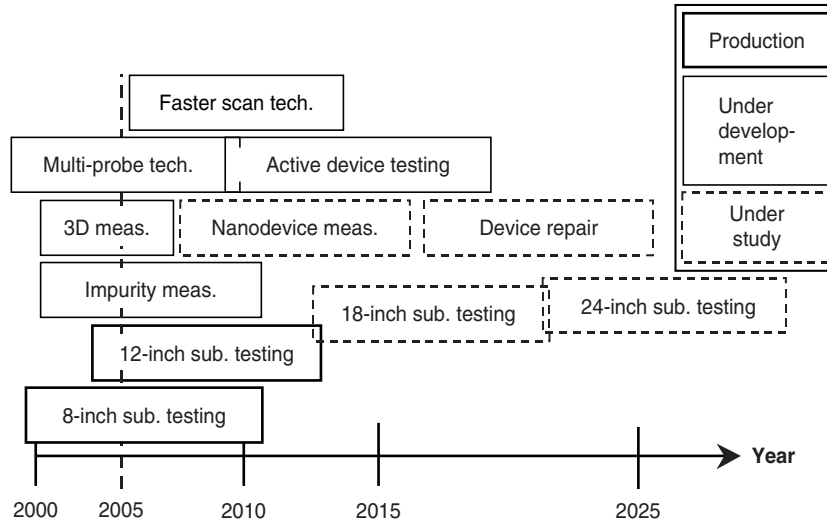 Faster scan tech.
Multi-probe tech.
Active device testing
3D meas.
Nanodevice meas.
Device repair
Impurity meas.
18-inch sub. testing
24-inch sub. testing
12-inch sub. testing
8-inch sub. testing
Year
2000
2005
2010
2015
2025
Production
Under
develop-
ment
Under
study